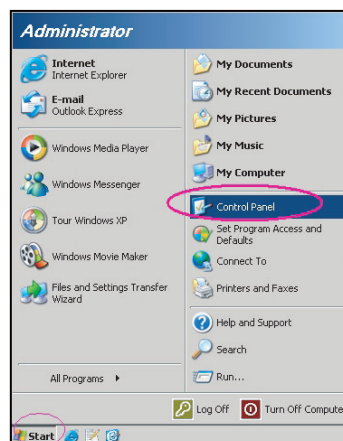 Administrator
Internet
Internet Explorer
E-mail
Outlook Express
Windows Media Player
Windows Messenger
Tour Windows XP
Windows Movie Maker
Files and Settings Transfer
Wizard
All Programs
My Documents
My Recent Documents
My Pictures
My Music
My Computer
Control Panel
Set Program Access and
Defaults
Connect To
Printers and Faxes
Help and Support
Search
Run...
Log Off
Turn Off Compute
Start